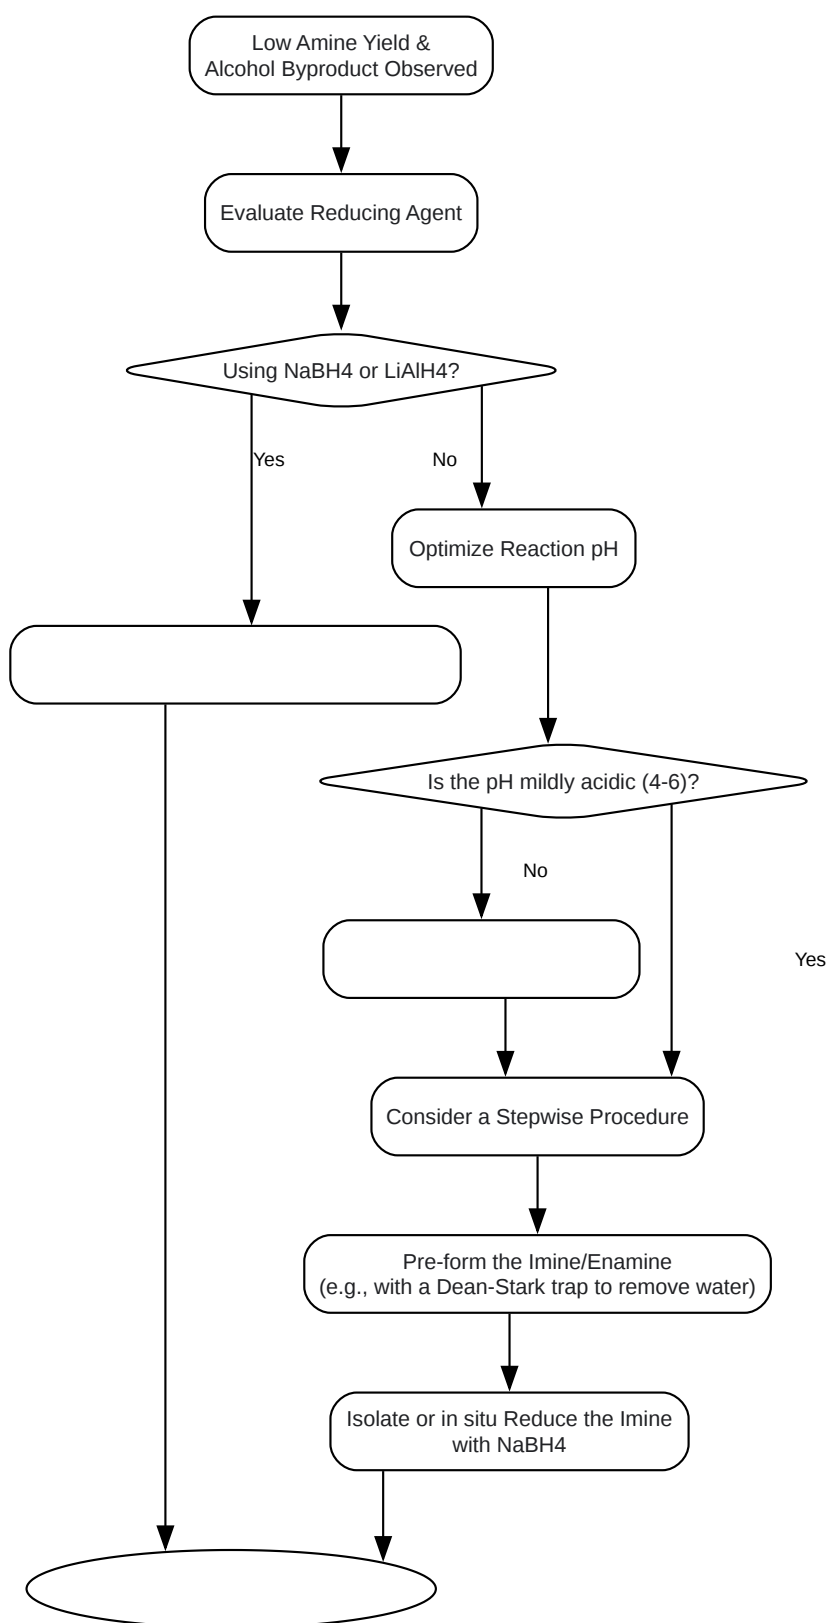 Low Amine Yield &
Alcohol Byproduct Observed
Evaluate Reducing Agent
Using NaBH4 or LiAlH4?
Yes
No
Optimize Reaction pH
Is the pH mildly acidic (4-6)?
No
Yes
Consider a Stepwise Procedure
Pre-form the Imine/Enamine
(e.g., with a Dean-Stark trap to remove water)
Isolate or in situ Reduce the Imine
with NaBH4